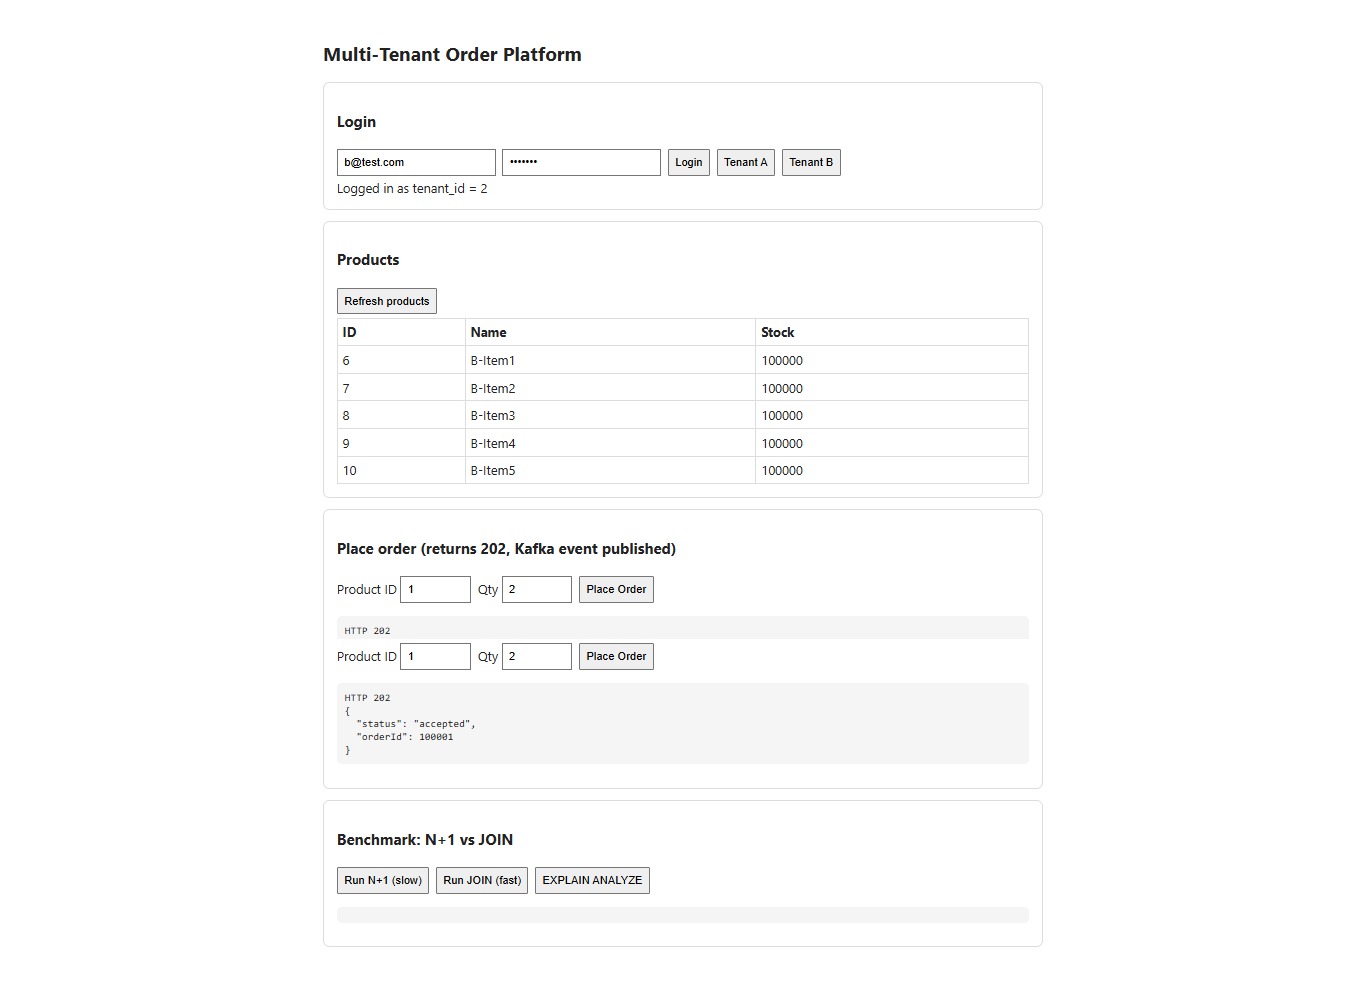 Multi-Tenant Order Platform
Login
b@test.com ••••••• Login Tenant A Tenant B
Logged in as tenant_id = 2
Products
Refresh products
ID Name Stock
6 B-Item1 100000
7 B-Item2 100000
8 B-Item3 100000
9 B-Item4 100000
10 B-Item5 100000
Place order (returns 202, Kafka event published)
Product ID 1 Qty 2 Place Order
HTTP 202
Product ID 1 Qty 2 Place Order
HTTP 202
{
  "status": "accepted",
  "orderId": 100001
}
Benchmark: N+1 vs JOIN
Run N+1 (slow) Run JOIN (fast) EXPLAIN ANALYZE